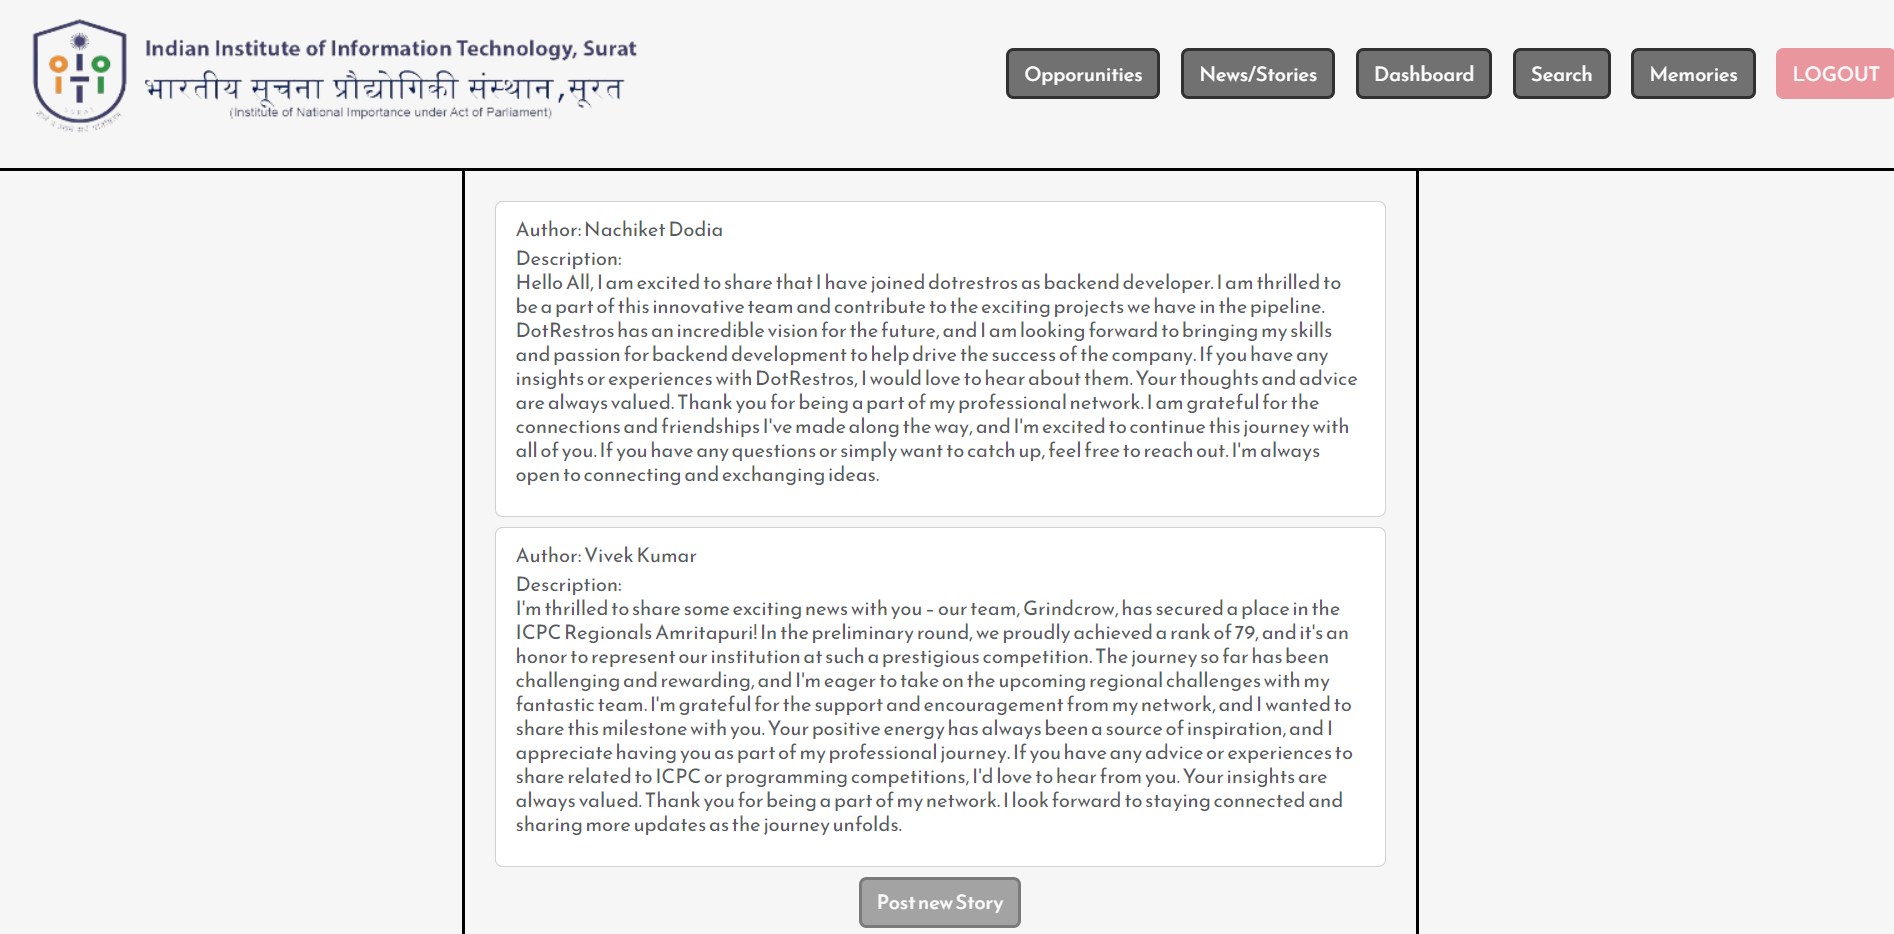 Indian Institute of Information Technology, Surat
भारतीय सूचना प्रौद्योगिकी संस्थान,सूरत
(Institute of National Importance under Act of Parliament)
Opporunities
News/Stories
Dashboard
Search
Memories
LOGOUT
Author: Nachiket Dodia
Description:
Hello All, I am excited to share that I have joined dotrestros as backend developer. I am thrilled to
be a part of this innovative team and contribute to the exciting projects we have in the pipeline.
DotRestros has an incredible vision for the future, and I am looking forward to bringing my skills
and passion for backend development to help drive the success of the company. If you have any
insights or experiences with DotRestros, I would love to hear about them. Your thoughts and advice
are always valued. Thank you for being a part of my professional network. I am grateful for the
connections and friendships I've made along the way, and I'm excited to continue this journey with
all of you. If you have any questions or simply want to catch up, feel free to reach out. I'm always
open to connecting and exchanging ideas.
Author: Vivek Kumar
Description:
I'm thrilled to share some exciting news with you – our team, Grindcrow, has secured a place in the
ICPC Regionals Amritapuri! In the preliminary round, we proudly achieved a rank of 79, and it's an
honor to represent our institution at such a prestigious competition. The journey so far has been
challenging and rewarding, and I'm eager to take on the upcoming regional challenges with my
fantastic team. I'm grateful for the support and encouragement from my network, and I wanted to
share this milestone with you. Your positive energy has always been a source of inspiration, and I
appreciate having you as part of my professional journey. If you have any advice or experiences to
share related to ICPC or programming competitions, I'd love to hear from you. Your insights are
always valued. Thank you for being a part of my network. I look forward to staying connected and
sharing more updates as the journey unfolds.
Post new Story